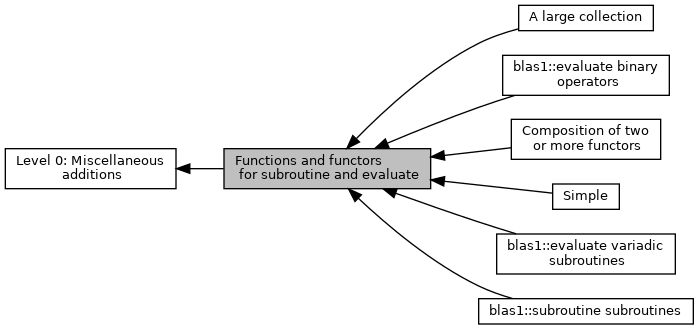 A large collection
blas1::evaluate binary
operators
Composition of two
or more functors
Level 0: Miscellaneous
additions
Functions and functors
for subroutine and evaluate
Simple
blas1::evaluate variadic
subroutines
blas1::subroutine subroutines